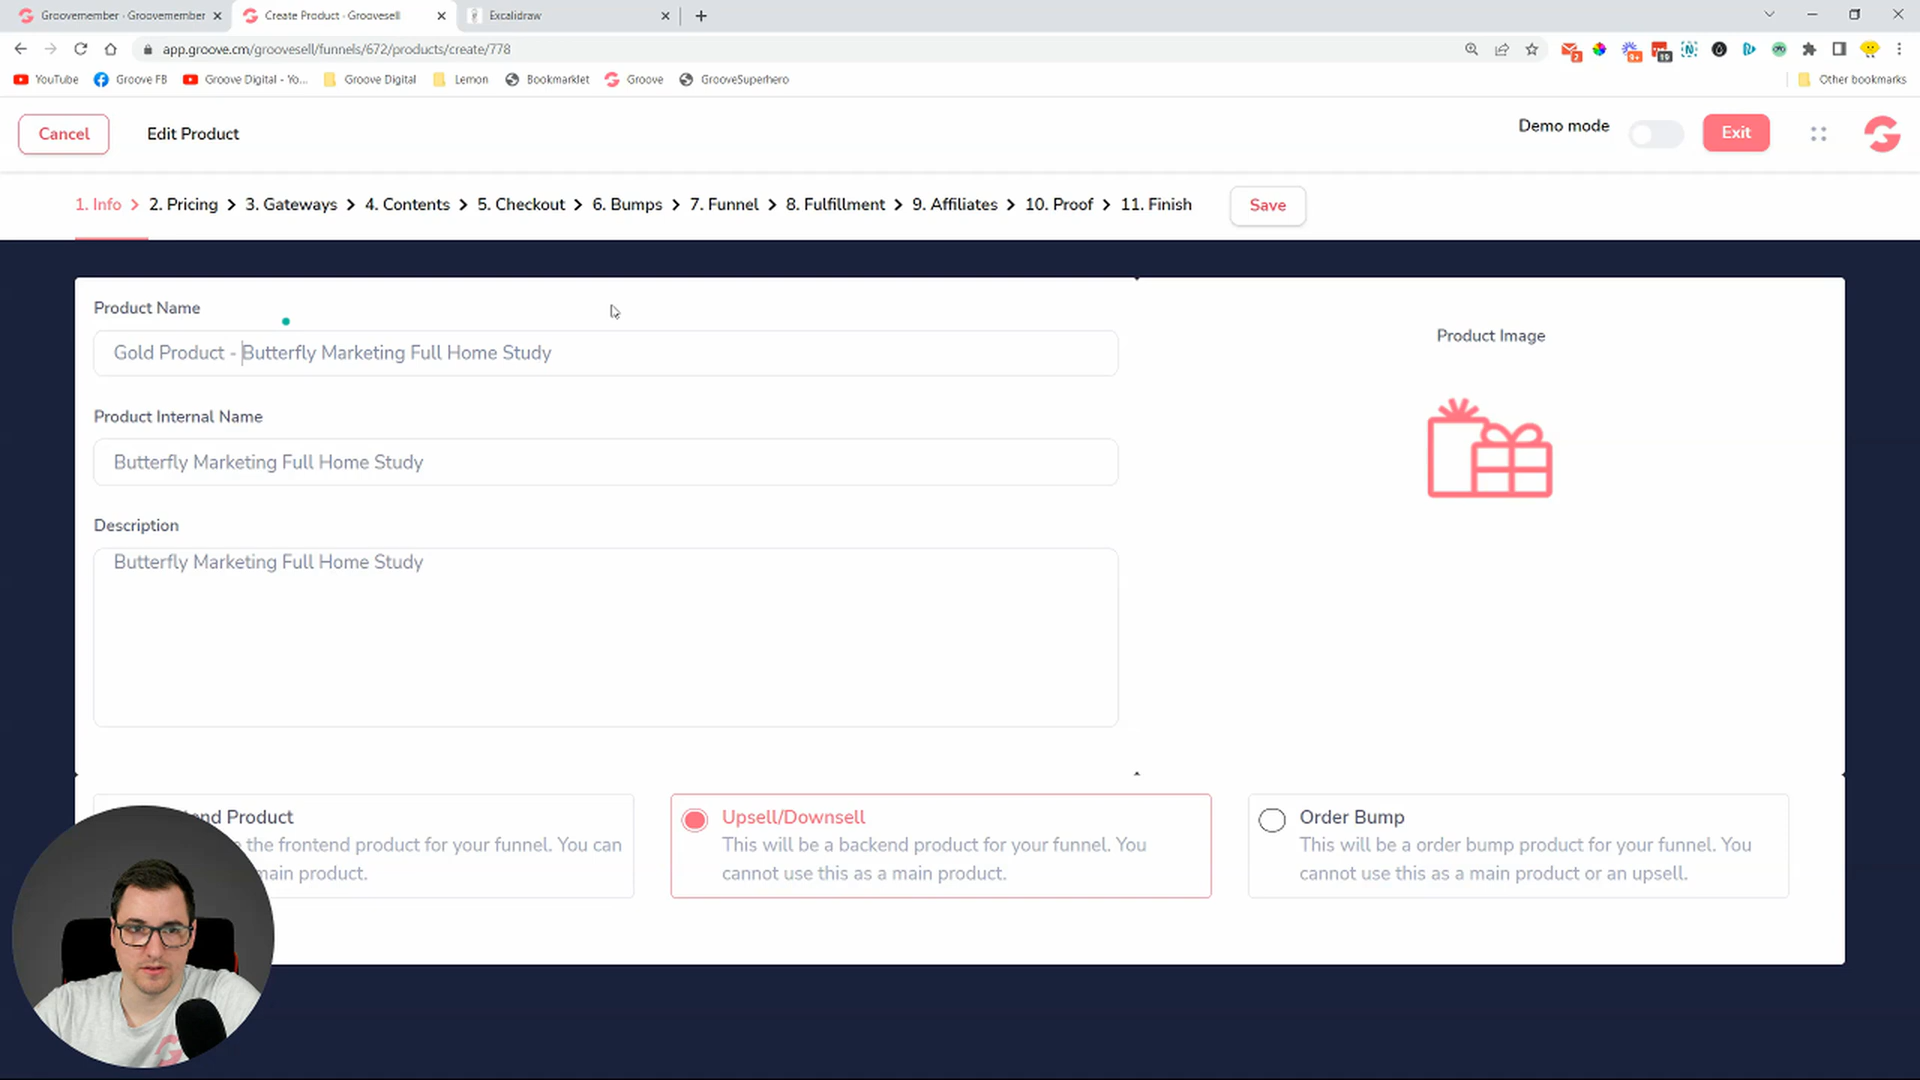 Groovemember - Groovemember
Create Product - Groovesell
Excalidraw
app.groove.cm/groovesell/funnels/672/products/create/778
YouTube
Groove FB
Groove Digital - Yo...
Groove Digital
Lemon
Bookmarklet
Groove
GrooveSuperhero
Other bookmarks
Cancel
Edit Product
Demo mode
Exit
1. Info
2. Pricing
3. Gateways
4. Contents
5. Checkout
6. Bumps
7. Funnel
8. Fulfillment
9. Affiliates
10. Proof
11. Finish
Save
Product Name
Gold Product - Butterfly Marketing Full Home Study
Product Internal Name
Butterfly Marketing Full Home Study
Description
Butterfly Marketing Full Home Study
Product Image
Product
the frontend product for your funnel. You can
main product.
Upsell/Downsell
This will be a backend product for your funnel. You
cannot use this as a main product.
Order Bump
This will be a order bump product for your funnel. You
cannot use this as a main product or an upsell.